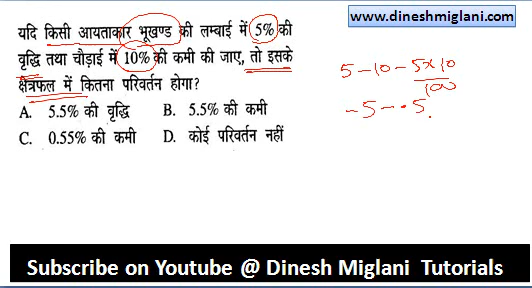 www.dineshmiglani.com
यदि किसी आयताकार भूखण्ड की लम्बाई में 5% की
वृद्धि तथा चौड़ाई में 10% की कमी की जाए, तो इसके
क्षेत्रफल में कितना परिवर्तन होगा?
A. 5.5% की वृद्धि B. 5.5% की कमी
C. 0.55% की कमी D. कोई परिवर्तन नहीं
5 - 10 - 5x10
100
- 5 - .5
Subscribe on Youtube @ Dinesh Miglani Tutorials